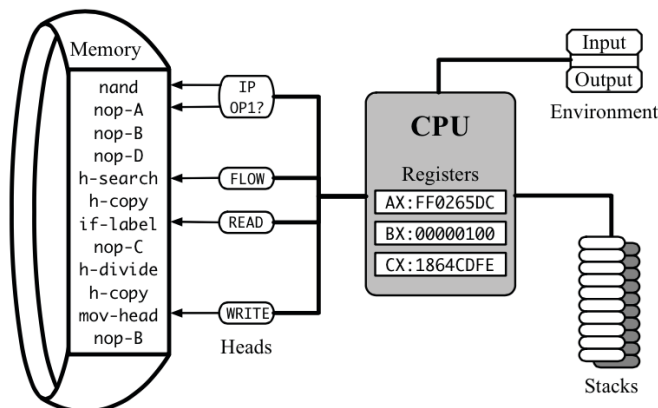 Memory
nand
nop-A
nop-B
nop-D
h-search
h-copy
if-label
nop-C
h-divide
h-copy
mov-head
nop-B
IP
OP1?
FLOW
READ
WRITE
Heads
CPU
Registers
AX:FF0265DC
BX:00000100
CX:1864CDFE
Input
Output
Environment
Stacks